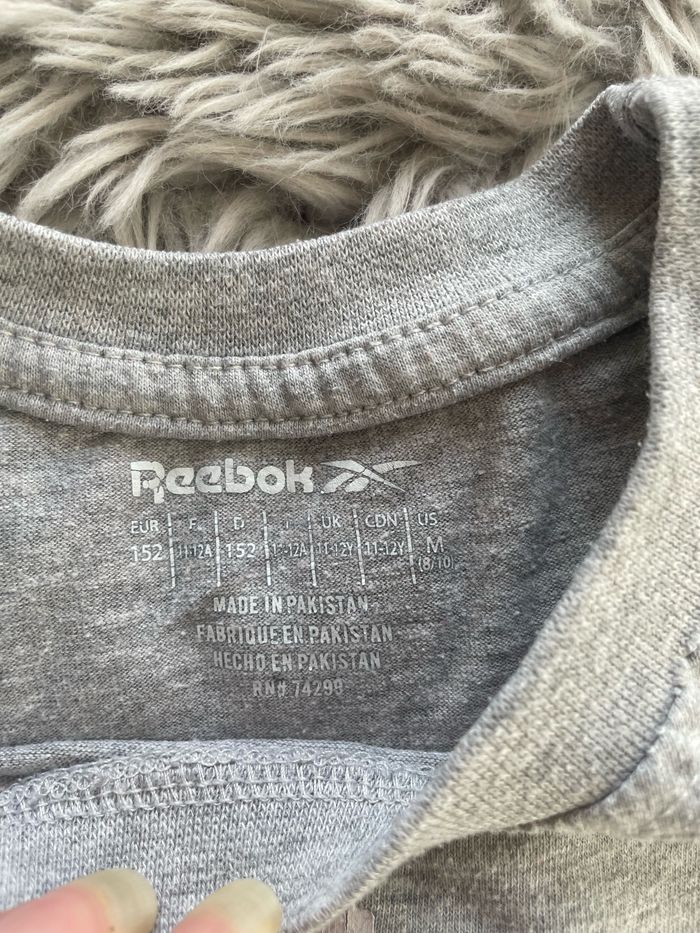 Reebok
EUR F D I UK CDN US
152 11-12A 152 11-12A 11-12Y 11-12Y M
(8/10)
MADE IN PAKISTAN
FABRIQUE EN PAKISTAN
HECHO EN PAKISTAN
RN# 74298